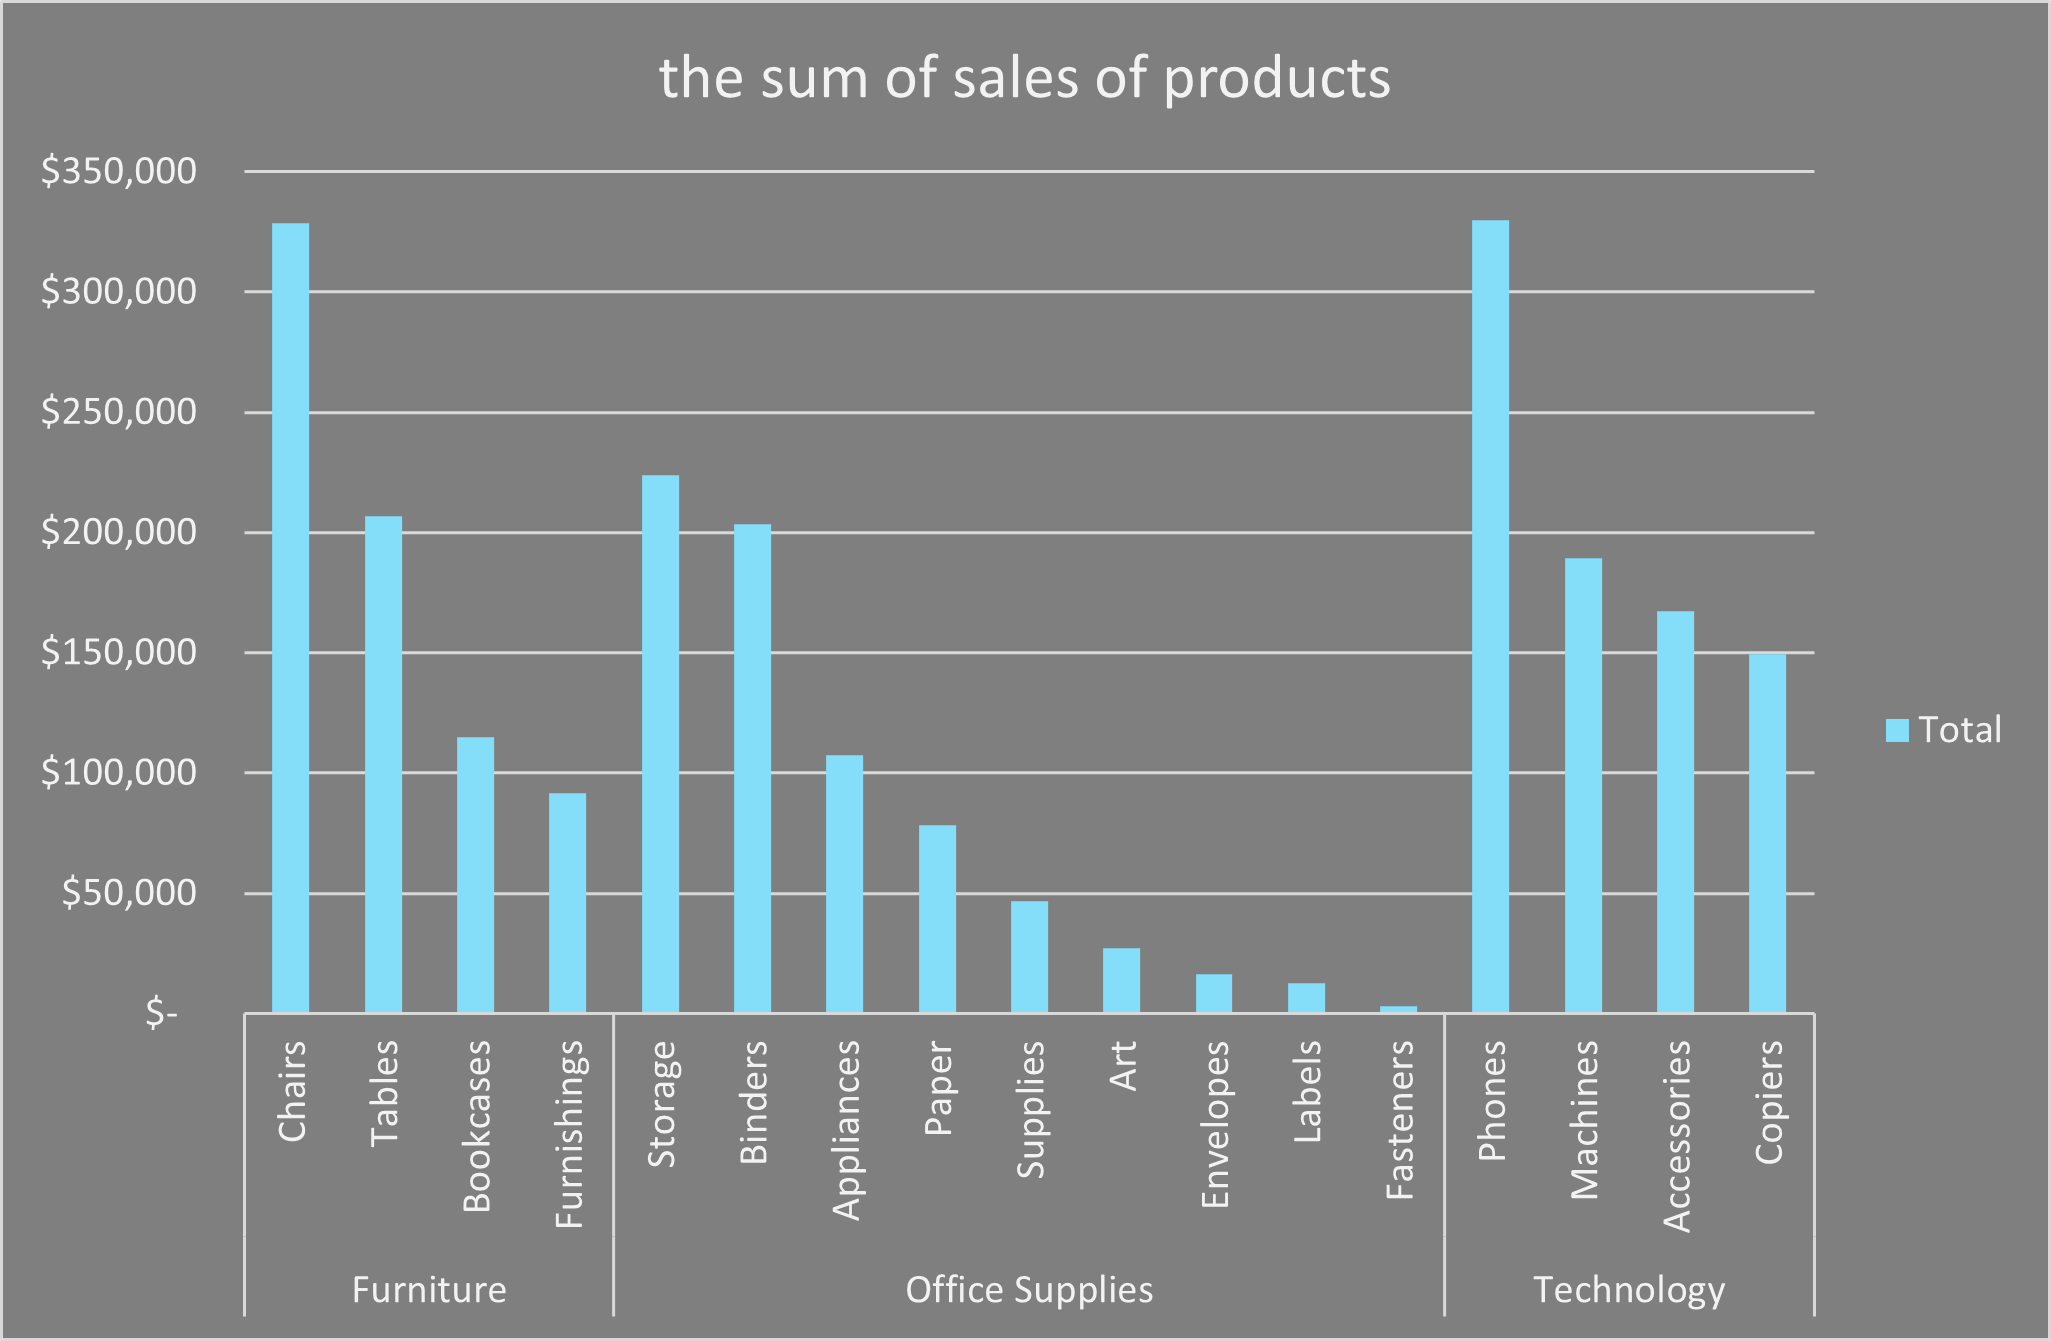 the sum of sales of products
$350,000
$300,000
$250,000
$200,000
$150,000
$100,000
$50,000
$-
Total
Chairs
Tables
Bookcases
Furnishings
Storage
Binders
Appliances
Paper
Supplies
Art
Envelopes
Labels
Fasteners
Phones
Machines
Accessories
Copiers
Furniture
Office Supplies
Technology